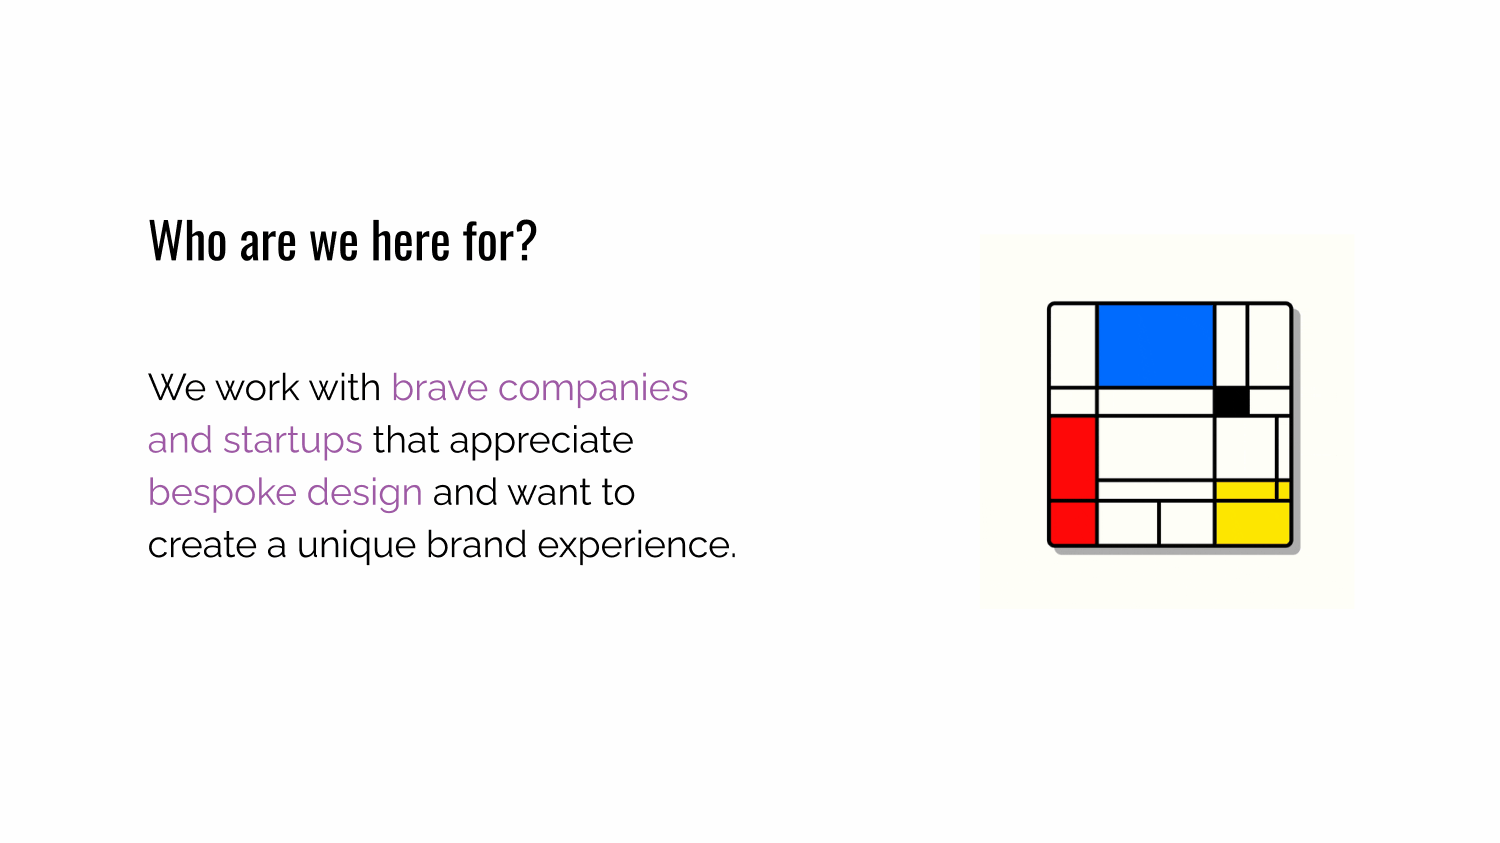 Who are we here for?
We work with brave companies
and startups that appreciate
bespoke design and want to
create a unique brand experience.